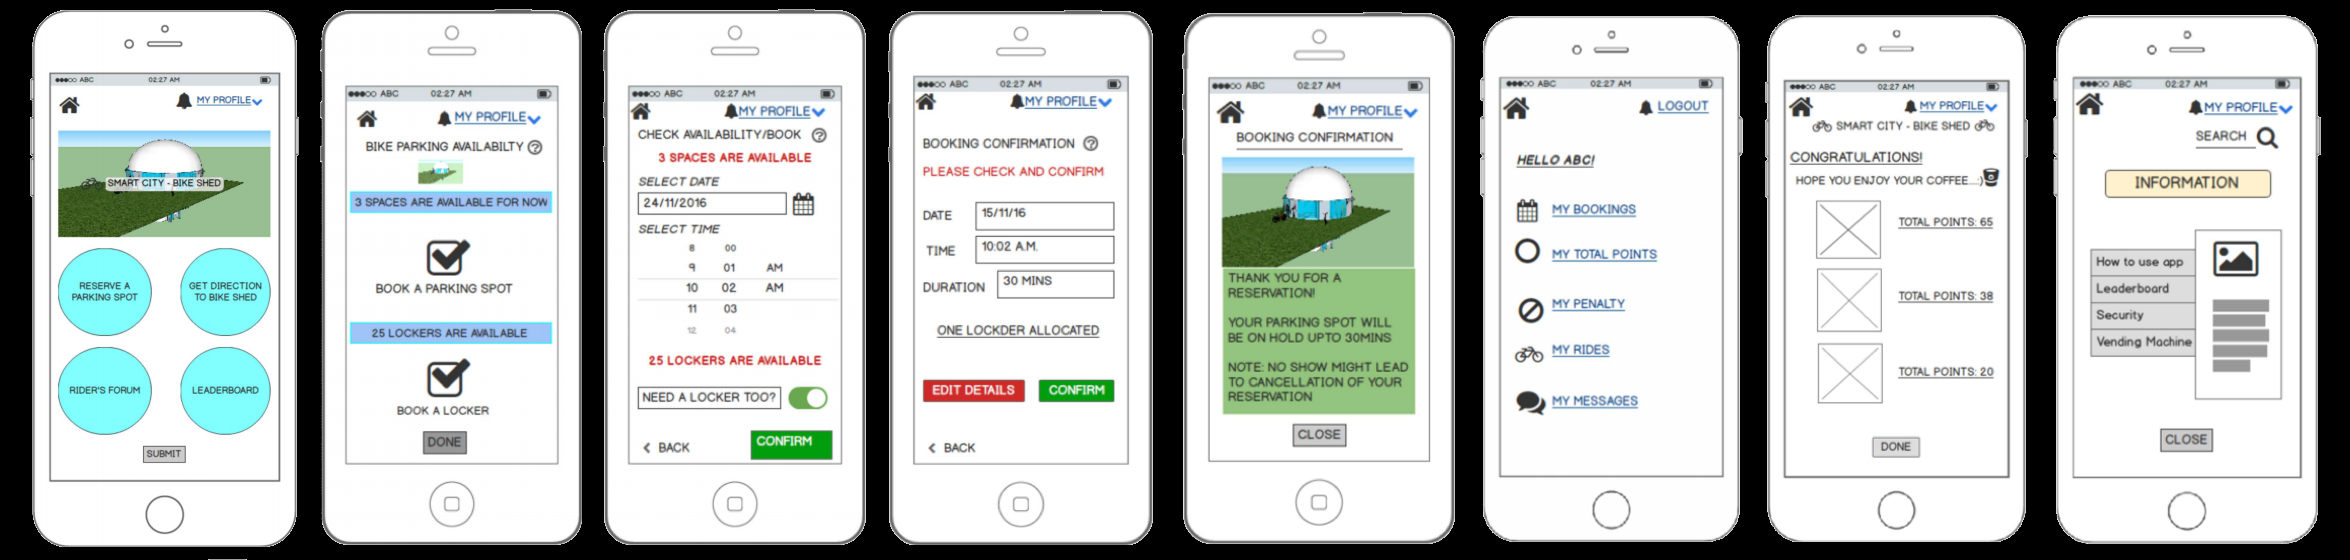 ABC 02:27 AM
MY PROFILE
SMART CITY - BIKE SHED
RESERVE A
PARKING SPOT
GET DIRECTION
TO BIKE SHED
RIDER'S FORUM
LEADERBOARD
SUBMIT
ABC 02:27 AM
MY PROFILE
BIKE PARKING AVAILABILTY ?
3 SPACES ARE AVAILABLE FOR NOW
BOOK A PARKING SPOT
25 LOCKERS ARE AVAILABLE
BOOK A LOCKER
DONE
ABC 02:27 AM
MY PROFILE
CHECK AVAILABILITY/BOOK ?
3 SPACES ARE AVAILABLE
SELECT DATE
24/11/2016
SELECT TIME
8 00
9 01 AM
10 02 AM
11 03
12 04
25 LOCKERS ARE AVAILABLE
NEED A LOCKER TOO?
< BACK CONFIRM
ABC 02:27 AM
MY PROFILE
BOOKING CONFIRMATION ?
PLEASE CHECK AND CONFIRM
DATE 15/11/16
TIME 10:02 A.M.
DURATION 30 MINS
ONE LOCKDER ALLOCATED
EDIT DETAILS CONFIRM
< BACK
ABC 02:27 AM
MY PROFILE
BOOKING CONFIRMATION
THANK YOU FOR A
RESERVATION!
YOUR PARKING SPOT WILL
BE ON HOLD UPTO 30MINS
NOTE: NO SHOW MIGHT LEAD
TO CANCELLATION OF YOUR
RESERVATION
CLOSE
ABC 02:27 AM
LOGOUT
HELLO ABC!
MY BOOKINGS
MY TOTAL POINTS
MY PENALTY
MY RIDES
MY MESSAGES
ABC 02:27 AM
MY PROFILE
SMART CITY - BIKE SHED
CONGRATULATIONS!
HOPE YOU ENJOY YOUR COFFEE...:)
TOTAL POINTS: 65
TOTAL POINTS: 38
TOTAL POINTS: 20
DONE
ABC 02:27 AM
MY PROFILE
SEARCH
INFORMATION
How to use app
Leaderboard
Security
Vending Machine
CLOSE